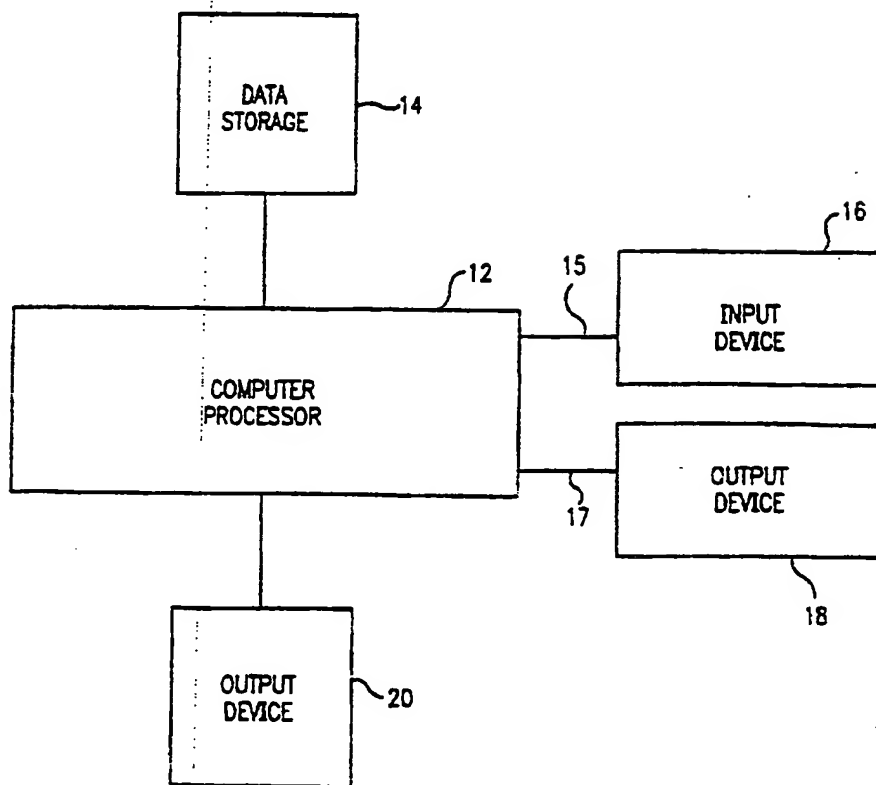 DATA
STORAGE
14
16
12
15
INPUT
DEVICE
COMPUTER
PROCESSOR
OUTPUT
DEVICE
17
18
OUTPUT
DEVICE
20